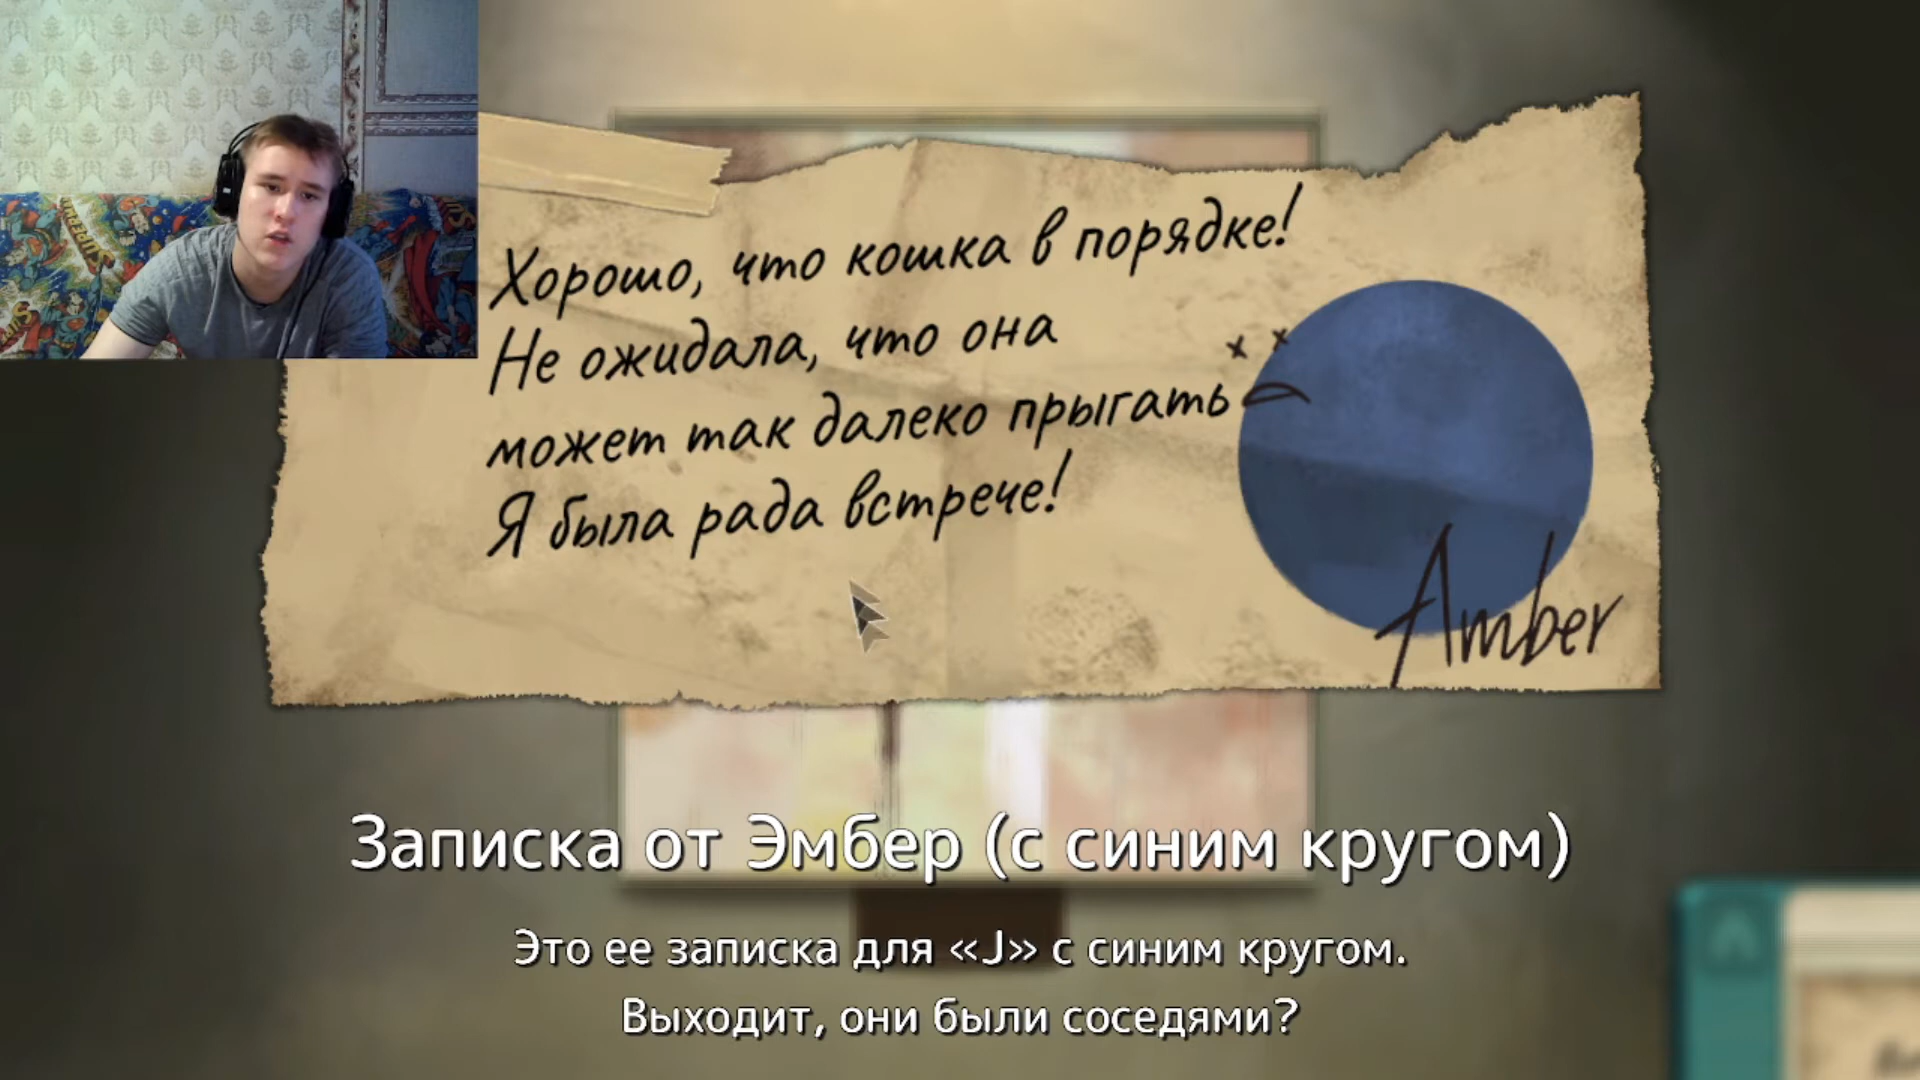 Хорошо, что кошка в порядке!
Не ожидала, что она
может так далеко прыгать
Я была рада встрече!
Amber
Записка от Эмбер (с синим кругом)
Это ее записка для «J» с синим кругом.
Выходит, они были соседями?